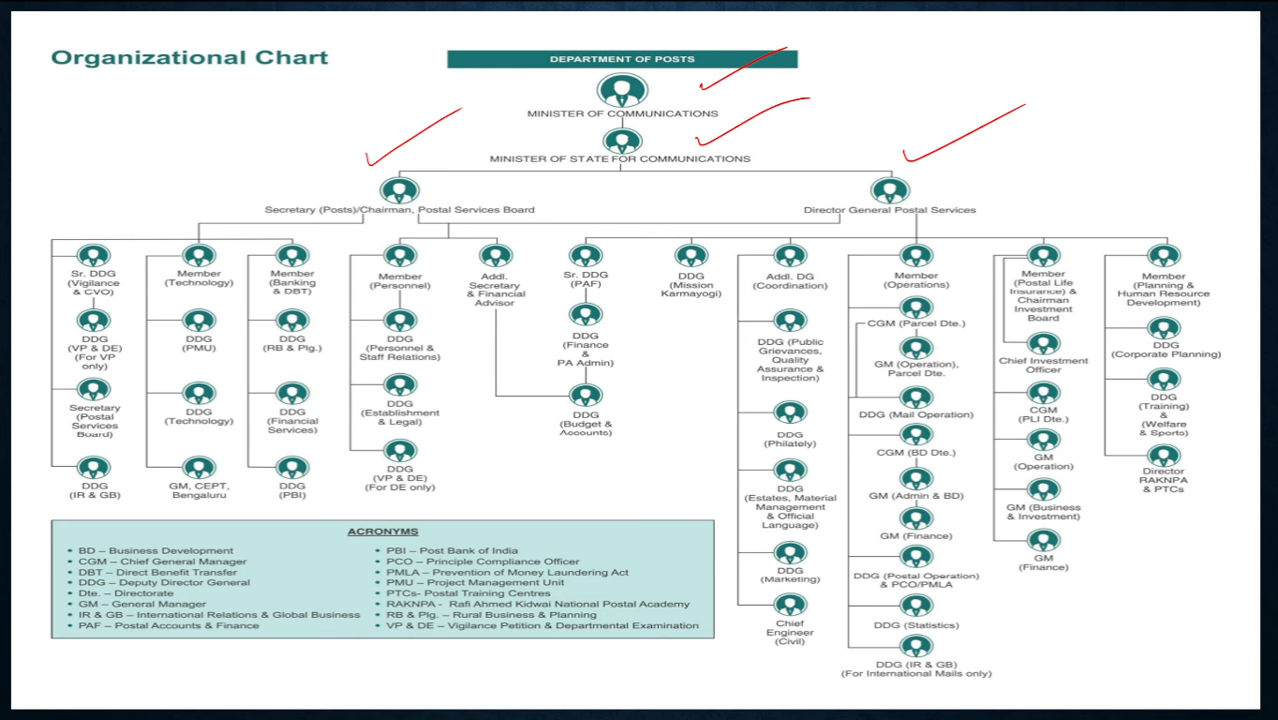 Organizational Chart
DEPARTMENT OF POSTS
MINISTER OF COMMUNICATIONS
MINISTER OF STATE FOR COMMUNICATIONS
Secretary (Posts)/Chairman, Postal Services Board
Director General Postal Services
Sr. DDG
(Vigilance
& CVO)
DDG
(VP & DE)
(For VP
only)
Secretary
(Postal
Services
Board)
DDG
(IR & GB)
Member
(Technology)
DDG
(PMU)
DDG
(Technology)
GM, CEPT,
Bengaluru
Member
(Banking
& DBT)
DDG
(RB & Plg.)
DDG
(Financial
Services)
DDG
(PBI)
Member
(Personnel)
DDG
(Personnel &
Staff Relations)
DDG
(Establishment
& Legal)
DDG
(VP & DE)
(For DE only)
Addl.
Secretary
& Financial
Advisor
Sr. DDG
(PAF)
DDG
(Finance
&
PA Admin)
DDG
(Budget &
Accounts)
DDG
(Mission
Karmayogi)
Addl. DG
(Coordination)
DDG (Public
Grievances,
Quality
Assurance &
Inspection)
DDG
(Philately)
DDG
(Estates, Material
Management
& Official
Language)
DDG
(Marketing)
Chief
Engineer
(Civil)
Member
(Operations)
CGM (Parcel Dte.)
GM (Operation),
Parcel Dte.
DDG (Mail Operation)
CGM (BD Dte.)
GM (Admin & BD)
GM (Finance)
DDG (Postal Operation)
& PCO/PMLA
DDG (Statistics)
DDG (IR & GB)
(For International Mails only)
Member
(Postal Life
Insurance) &
Chairman
Investment
Board
Chief Investment
Officer
CGM
(PLI Dte.)
GM
(Operation)
GM (Business
& Investment)
GM
(Finance)
Member
(Planning &
Human Resource
Development)
DDG
(Corporate Planning)
DDG
(Training)
&
(Welfare
& Sports)
Director
RAKNPA
& PTCs
ACRONYMS
• BD – Business Development
• CGM – Chief General Manager
• DBT – Direct Benefit Transfer
• DDG – Deputy Director General
• Dte. – Directorate
• GM – General Manager
• IR & GB – International Relations & Global Business
• PAF – Postal Accounts & Finance
• PBI – Post Bank of India
• PCO – Principle Compliance Officer
• PMLA – Prevention of Money Laundering Act
• PMU – Project Management Unit
• PTCs- Postal Training Centres
• RAKNPA - Rafi Ahmed Kidwai National Postal Academy
• RB & Plg. – Rural Business & Planning
• VP & DE – Vigilance Petition & Departmental Examination